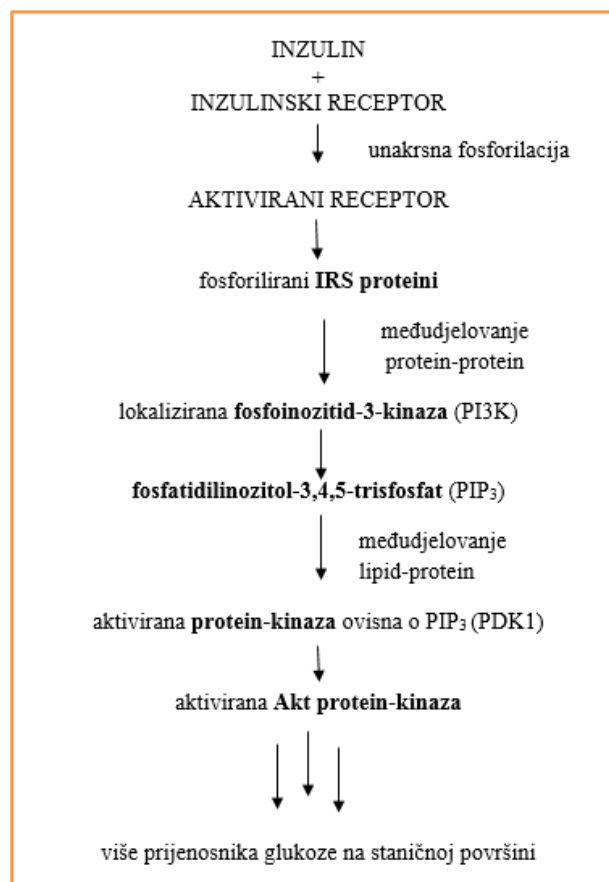 INZULIN
+
INZULINSKI RECEPTOR
unakrsna fosforilacija
AKTIVIRANI RECEPTOR
fosforilirani IRS proteini
međudjelovanje
protein-protein
lokalizirana fosfoinozitid-3-kinaza (PI3K)
fosfatidilinozitol-3,4,5-trisfosfat (PIP₃)
međudjelovanje
lipid-protein
aktivirana protein-kinaza ovisna o PIP₃ (PDK1)
aktivirana Akt protein-kinaza
više prijenosnika glukoze na staničnoj površini